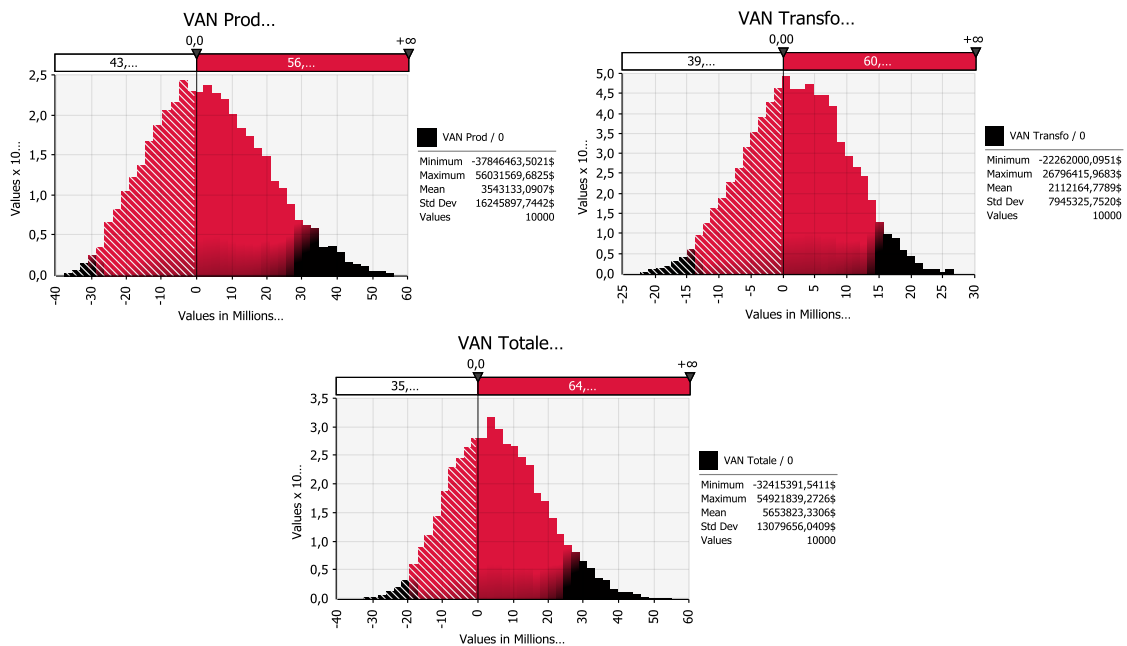 VAN Prod...
0,0 +∞
43,... 56,...
2,5
2,0
1,5
1,0
0,5
0,0
Values x 10...
-40 -30 -20 -10 0 10 20 30 40 50 60
Values in Millions...
VAN Prod / 0
Minimum -37846463,5021$
Maximum 56031569,6825$
Mean 3543133,0907$
Std Dev 16245897,7442$
Values 10000
VAN Transfo...
0,00 +∞
39,... 60,...
5,0
4,5
4,0
3,5
3,0
2,5
2,0
1,5
1,0
0,5
0,0
Values x 10...
-25 -20 -15 -10 -5 0 5 10 15 20 25 30
Values in Millions...
VAN Transfo / 0
Minimum -22262000,0951$
Maximum 26796415,9683$
Mean 2112164,7789$
Std Dev 7945325,7520$
Values 10000
VAN Totale...
0,0 +∞
35,... 64,...
3,5
3,0
2,5
2,0
1,5
1,0
0,5
0,0
Values x 10...
-40 -30 -20 -10 0 10 20 30 40 50 60
Values in Millions...
VAN Totale / 0
Minimum -32415391,5411$
Maximum 54921839,2726$
Mean 5653823,3306$
Std Dev 13079656,0409$
Values 10000